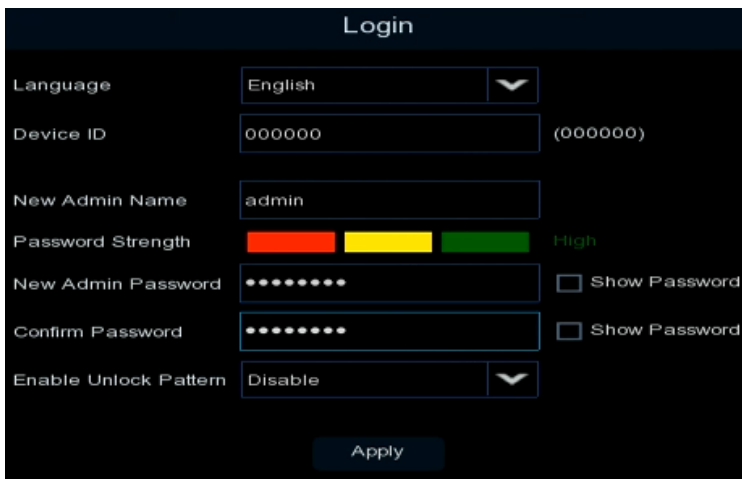 Login
Language English
Device ID 000000 (000000)
New Admin Name admin
Password Strength High
New Admin Password ●●●●●●●● Show Password
Confirm Password ●●●●●●●● Show Password
Enable Unlock Pattern Disable
Apply